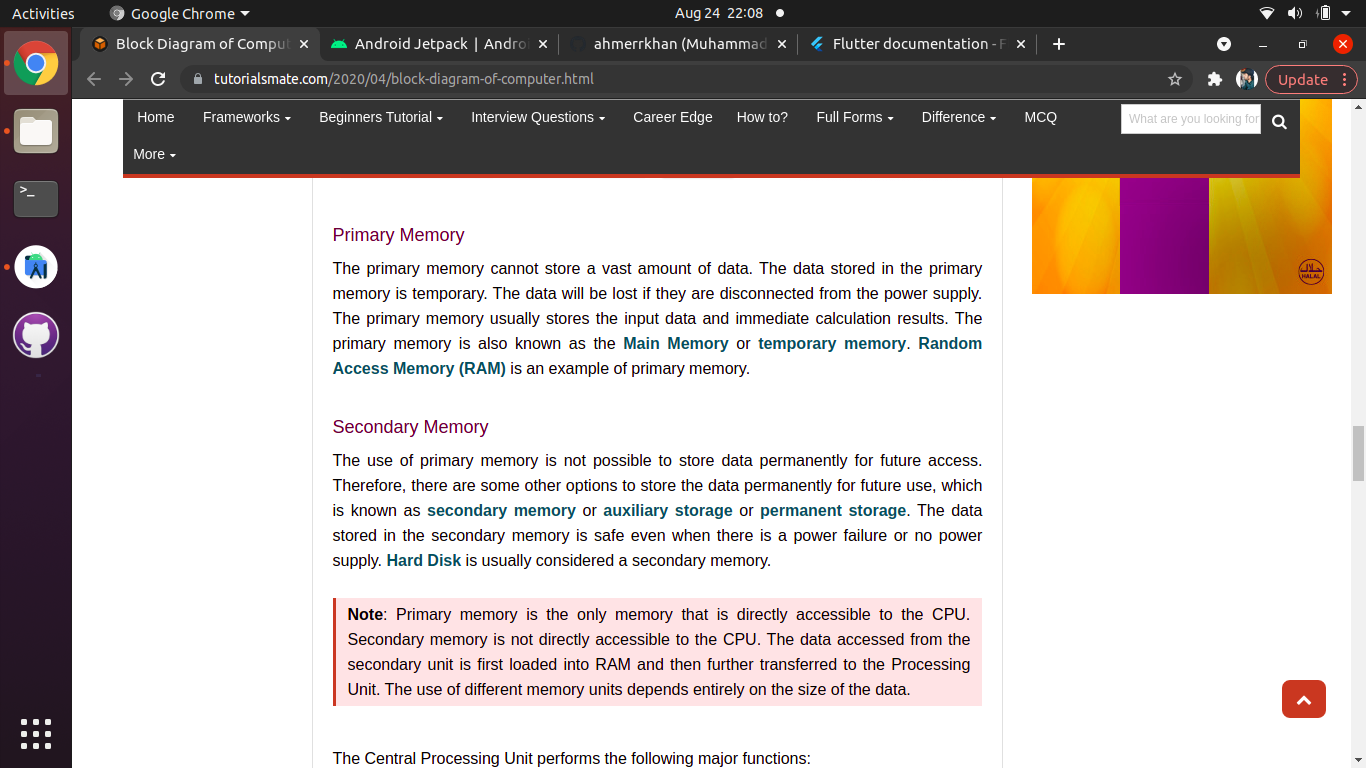 Activities
Google Chrome
Aug 24 22:08
Block Diagram of Comput
Android Jetpack | Andro
ahmerrkhan (Muhammad
Flutter documentation - F
tutorialsmate.com/2020/04/block-diagram-of-computer.html
Update
Home Frameworks Beginners Tutorial Interview Questions Career Edge How to? Full Forms Difference MCQ
What are you looking for
More
حلال
HALAL
Primary Memory
The primary memory cannot store a vast amount of data. The data stored in the primary
memory is temporary. The data will be lost if they are disconnected from the power supply.
The primary memory usually stores the input data and immediate calculation results. The
primary memory is also known as the Main Memory or temporary memory. Random
Access Memory (RAM) is an example of primary memory.
Secondary Memory
The use of primary memory is not possible to store data permanently for future access.
Therefore, there are some other options to store the data permanently for future use, which
is known as secondary memory or auxiliary storage or permanent storage. The data
stored in the secondary memory is safe even when there is a power failure or no power
supply. Hard Disk is usually considered a secondary memory.
Note: Primary memory is the only memory that is directly accessible to the CPU.
Secondary memory is not directly accessible to the CPU. The data accessed from the
secondary unit is first loaded into RAM and then further transferred to the Processing
Unit. The use of different memory units depends entirely on the size of the data.
The Central Processing Unit performs the following major functions: